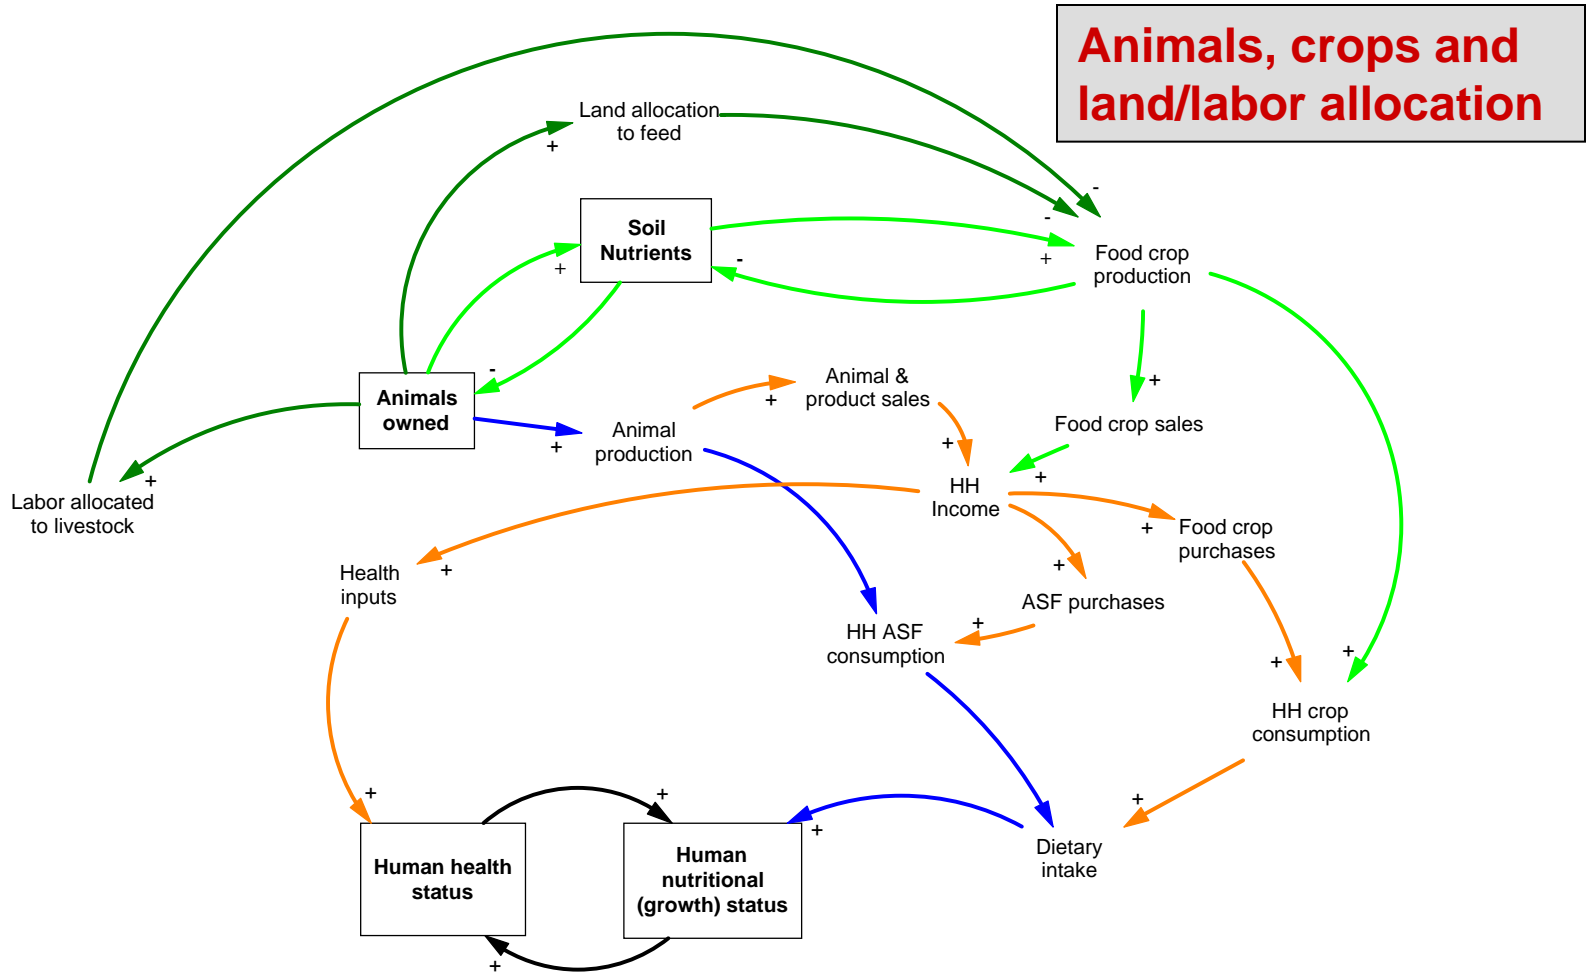 Animals, crops and
land/labor allocation
Land allocation
to feed
+
-
-
Soil
Nutrients
+
-
+
Food crop
production
-
Animals
owned
+
Animal &
product sales
+
+
Food crop sales
+
Animal
production
+
+
+
Labor allocated
to livestock
HH
Income
+
Food crop
purchases
+
Health
inputs
+
ASF purchases
+
HH ASF
consumption
+
+
HH crop
consumption
+
+
+
+
Human health
status
Human
nutritional
(growth) status
Dietary
intake
+